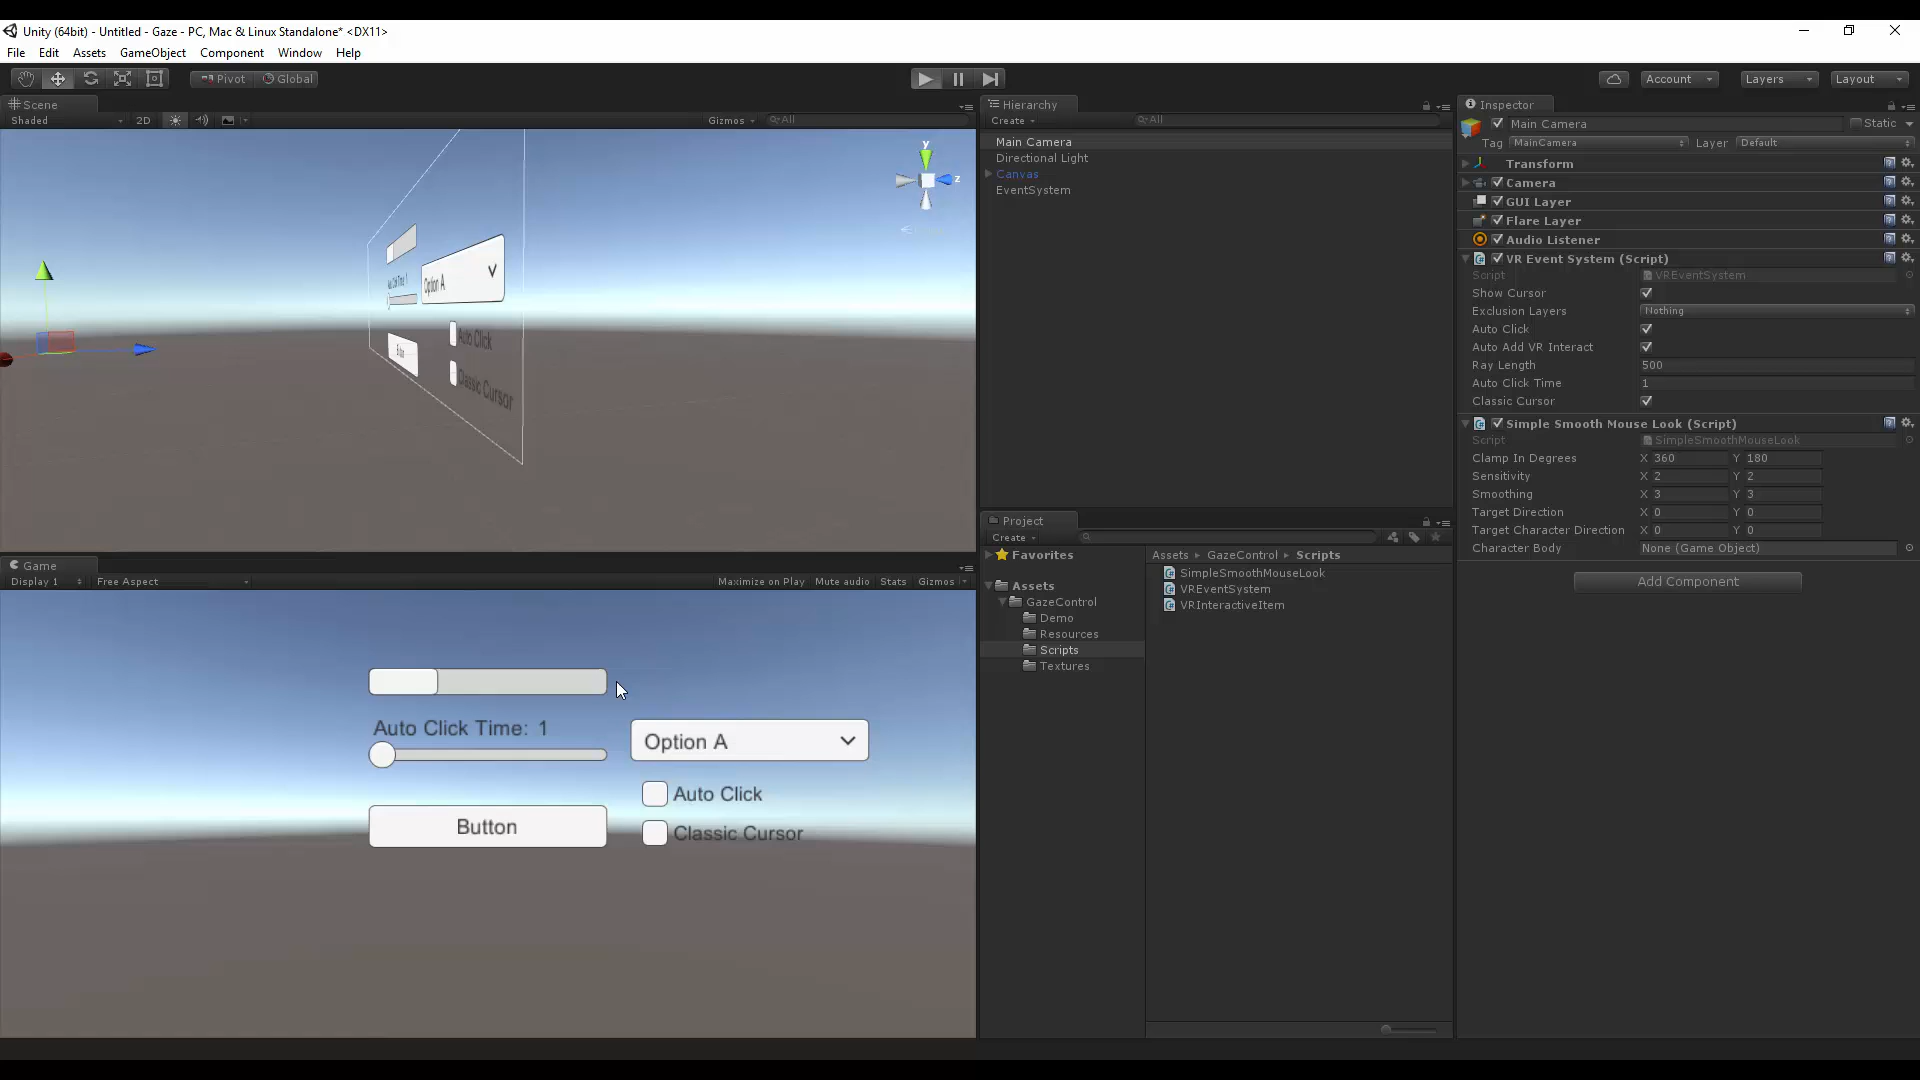 Unity (64bit) - Untitled - Gaze - PC, Mac & Linux Standalone* <DX11>
File Edit Assets GameObject Component Window Help
Pivot Global
Account Layers Layout
Scene
Shaded 2D Gizmos All
y
z
Option A
Auto Click
Classic Cursor
Game
Display 1 Free Aspect Maximize on Play Mute audio Stats Gizmos
Auto Click Time: 1
Option A
Auto Click
Button
Classic Cursor
Hierarchy
Create All
Main Camera
Directional Light
Canvas
EventSystem
Project
Create
Favorites
Assets
GazeControl
Demo
Resources
Scripts
Textures
Assets GazeControl Scripts
SimpleSmoothMouseLook
VREventSystem
VRInteractiveItem
Inspector
Main Camera Static
Tag MainCamera Layer Default
Transform
Camera
GUI Layer
Flare Layer
Audio Listener
VR Event System (Script)
Script VREventSystem
Show Cursor
Exclusion Layers Nothing
Auto Click
Auto Add VR Interact
Ray Length 500
Auto Click Time 1
Classic Cursor
Simple Smooth Mouse Look (Script)
Script SimpleSmoothMouseLook
Clamp In Degrees X 360 Y 180
Sensitivity X 2 Y 2
Smoothing X 3 Y 3
Target Direction X 0 Y 0
Target Character Direction X 0 Y 0
Character Body None (Game Object)
Add Component